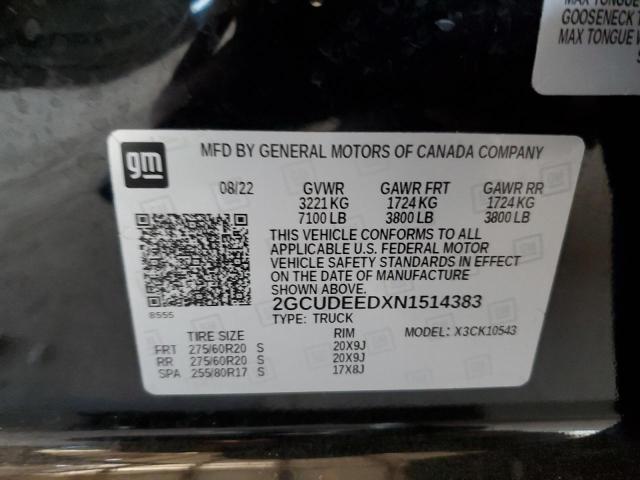 MAX TONGUE
GOOSENECK T
MAX TONGUE W
gm
MFD BY GENERAL MOTORS OF CANADA COMPANY
08/22 GVWR GAWR FRT GAWR RR
3221 KG 1724 KG 1724 KG
7100 LB 3800 LB 3800 LB
THIS VEHICLE CONFORMS TO ALL
APPLICABLE U.S. FEDERAL MOTOR
VEHICLE SAFETY STANDARDS IN EFFECT
ON THE DATE OF MANUFACTURE
SHOWN ABOVE.
8555
2GCUDEEDXN1514383
TYPE: TRUCK MODEL: X3CK10543
TIRE SIZE RIM
FRT 275/60R20 S 20X9J
RR 275/60R20 S 20X9J
SPA 255/80R17 S 17X8J